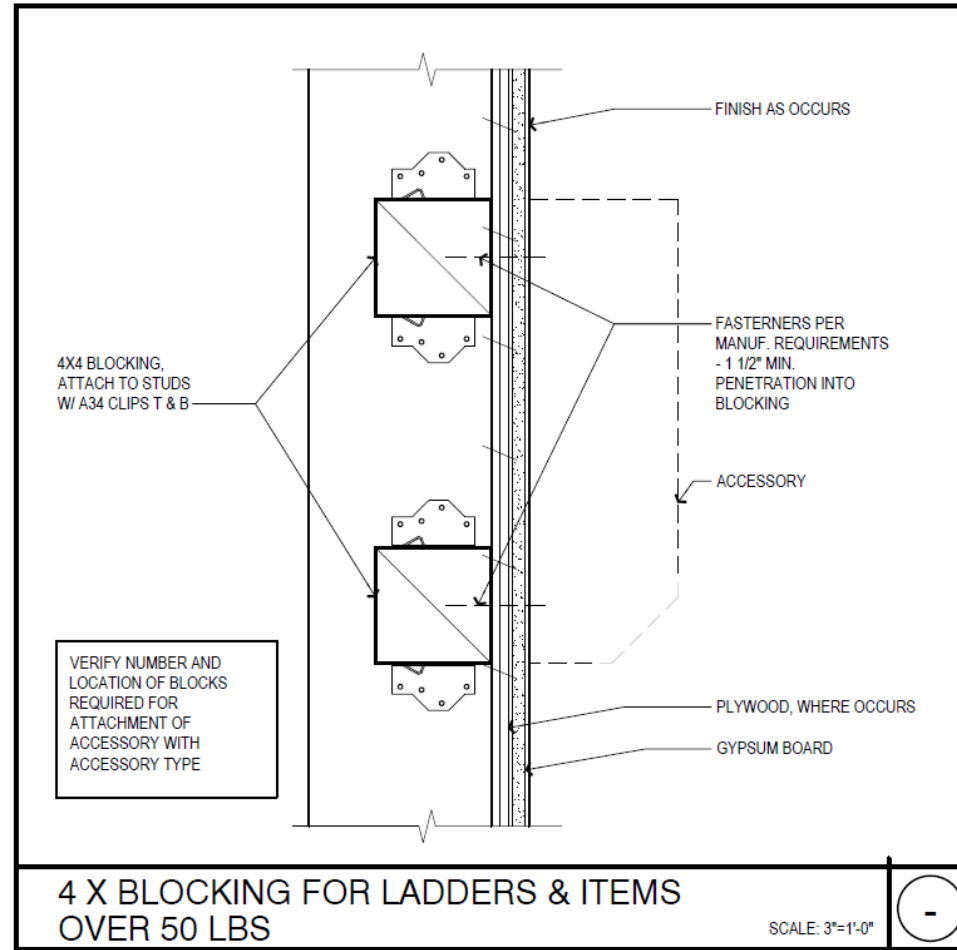 FINISH AS OCCURS
FASTERNERS PER
MANUF. REQUIREMENTS
- 1 1/2" MIN.
PENETRATION INTO
BLOCKING
4X4 BLOCKING,
ATTACH TO STUDS
W/ A34 CLIPS T & B
ACCESSORY
VERIFY NUMBER AND
LOCATION OF BLOCKS
REQUIRED FOR
ATTACHMENT OF
ACCESSORY WITH
ACCESSORY TYPE
PLYWOOD, WHERE OCCURS
GYPSUM BOARD
4 X BLOCKING FOR LADDERS & ITEMS
OVER 50 LBS
SCALE: 3"=1'-0"
-